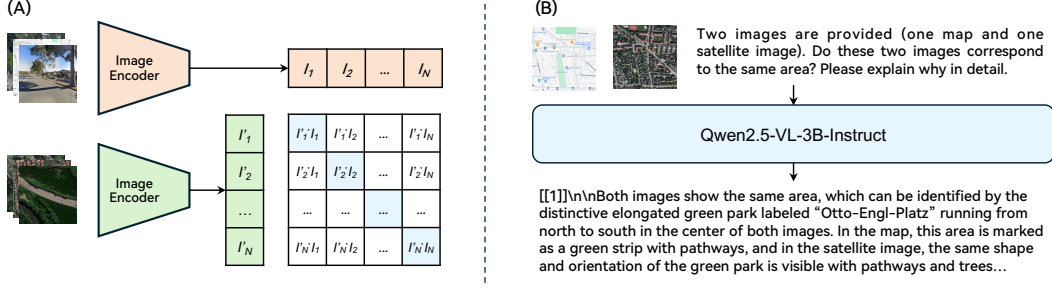 (A)
Image
Encoder
I1 I2 ... IN
Image
Encoder
I'1
I'2
...
I'N
I'1·I1 I'1·I2 ... I'1·IN
I'2·I1 I'2·I2 ... I'2·IN
... ... ... ...
I'N·I1 I'N·I2 ... I'N·IN
(B)
Two images are provided (one map and one
satellite image). Do these two images correspond
to the same area? Please explain why in detail.
Qwen2.5-VL-3B-Instruct
[[1]]\n\nBoth images show the same area, which can be identified by the
distinctive elongated green park labeled “Otto-Engl-Platz” running from
north to south in the center of both images. In the map, this area is marked
as a green strip with pathways, and in the satellite image, the same shape
and orientation of the green park is visible with pathways and trees...